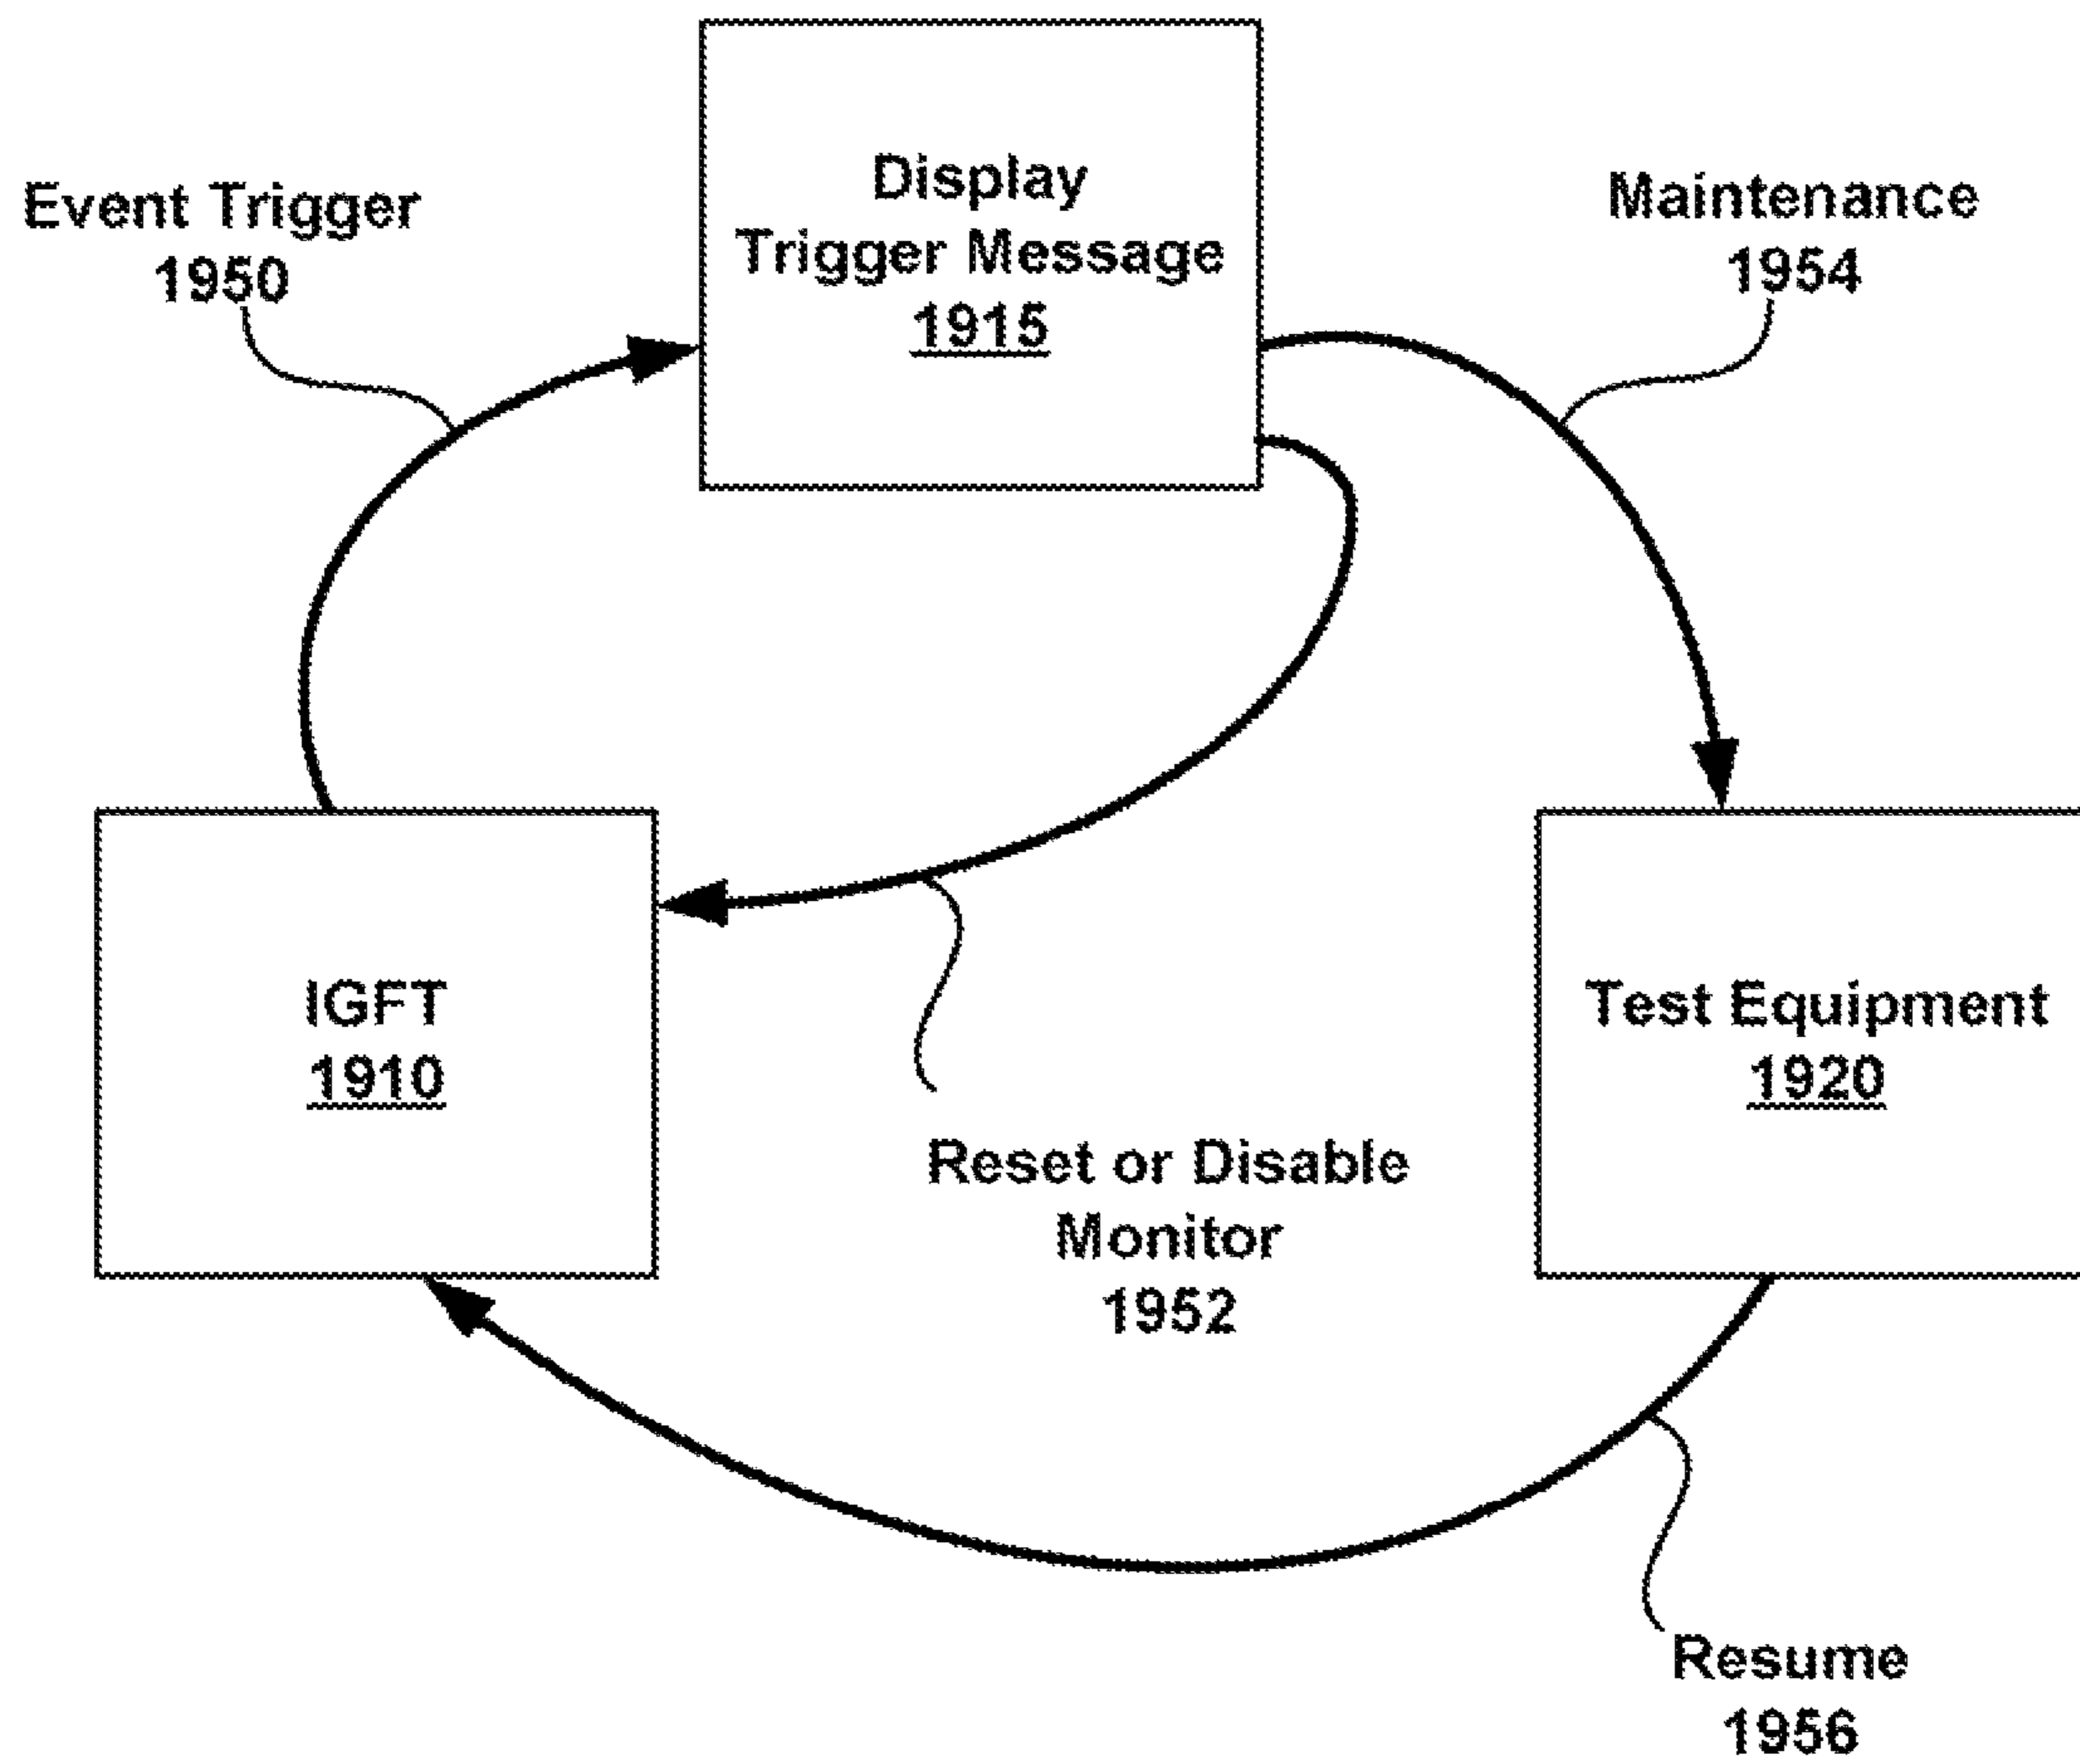 Display
Trigger Message
1915
Event Trigger
1950
Maintenance
1954
IGFT
1910
Test Equipment
1920
Reset or Disable
Monitor
1952
Resume
1956